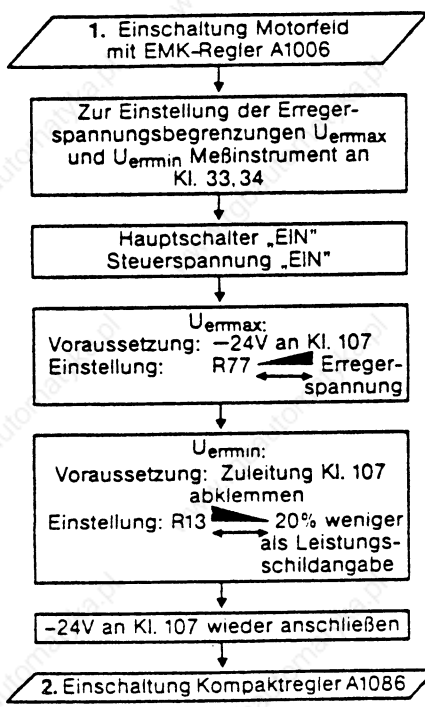 1. Einschaltung Motorfeld
mit EMK-Regler A1006
Zur Einstellung der Erreger-
spannungsbegrenzungen Uerrmax
und Uerrmin Meßinstrument an
Kl. 33,34
Hauptschalter „EIN"
Steuerspannung „EIN"
Uerrmax:
Voraussetzung: −24V an Kl. 107
Einstellung: R77 Erreger-
spannung
Uerrmin:
Voraussetzung: Zuleitung Kl. 107
abklemmen
Einstellung: R13 20% weniger
als Leistungs-
schildangabe
−24V an Kl. 107 wieder anschließen
2. Einschaltung Kompaktregler A1086